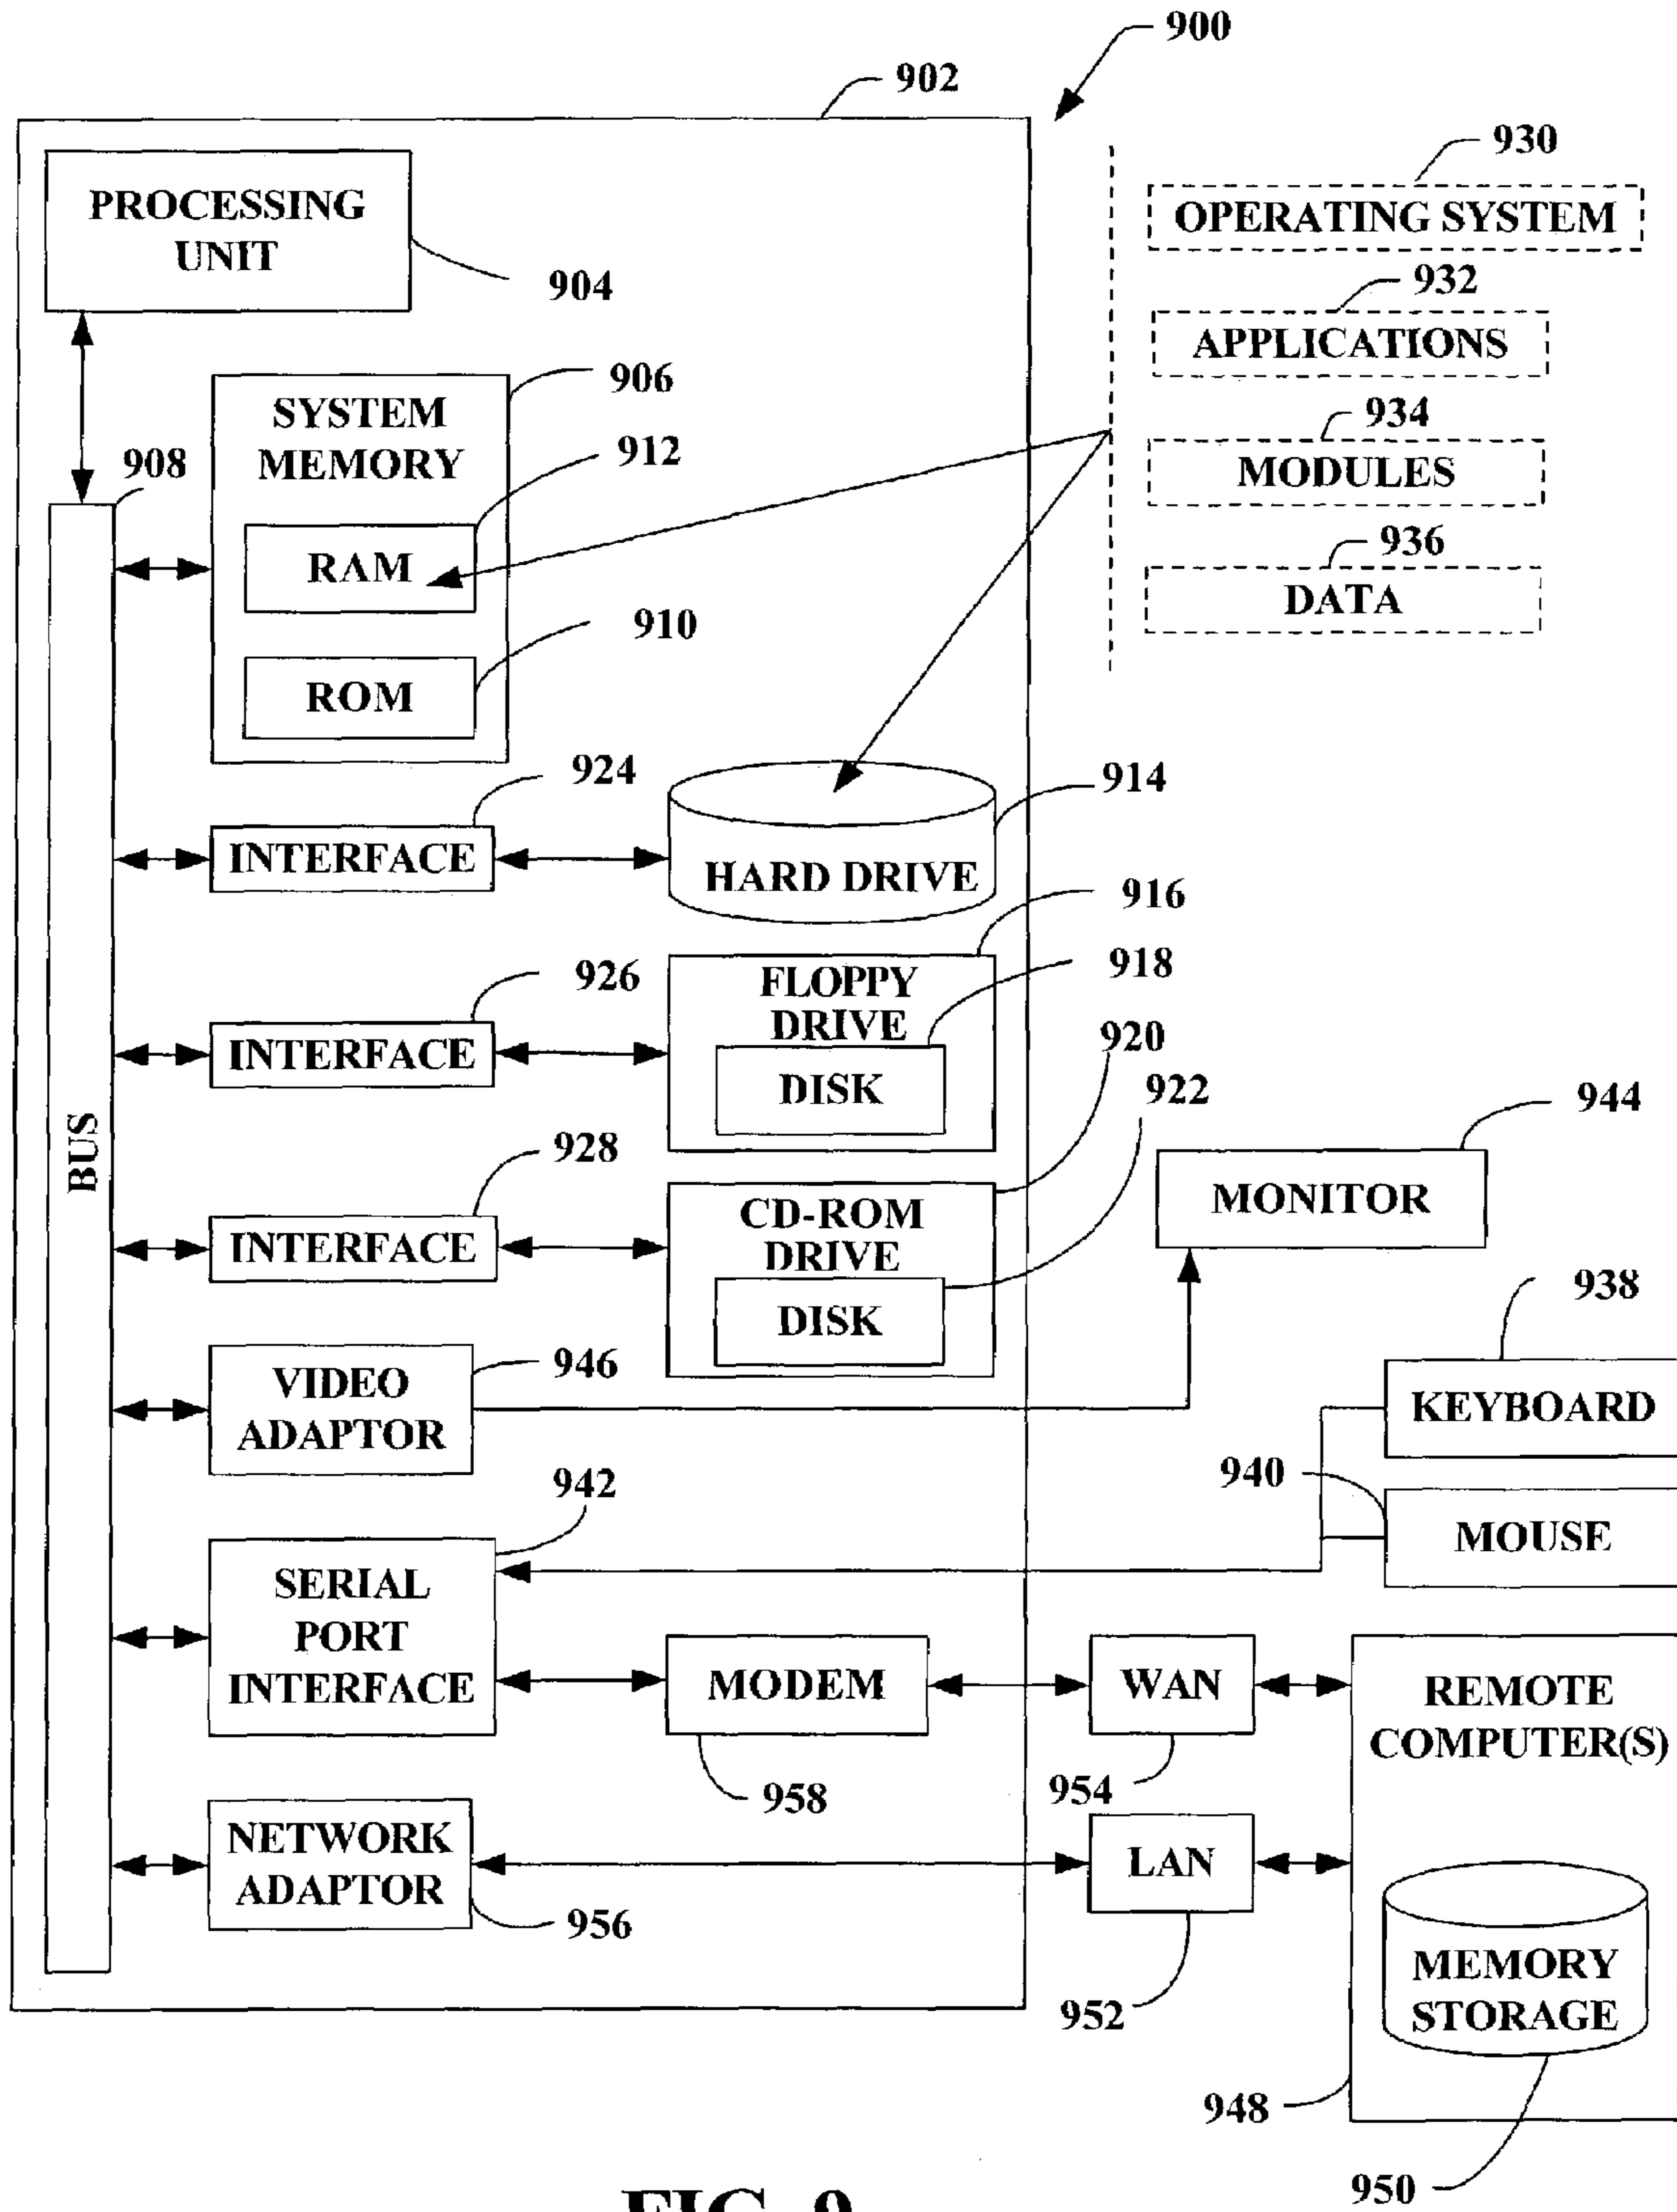 900
902
930
PROCESSING
UNIT
904
OPERATING SYSTEM
932
APPLICATIONS
906
SYSTEM
MEMORY
934
MODULES
908
912
RAM
936
DATA
910
ROM
924
INTERFACE
914
HARD DRIVE
916
926
INTERFACE
FLOPPY
DRIVE
918
DISK
920
922
BUS
928
INTERFACE
CD-ROM
DRIVE
DISK
944
MONITOR
938
KEYBOARD
946
VIDEO
ADAPTOR
940
MOUSE
942
SERIAL
PORT
INTERFACE
MODEM
958
WAN
954
REMOTE
COMPUTER(S)
NETWORK
ADAPTOR
956
LAN
952
MEMORY
STORAGE
948
950
FIG. 9